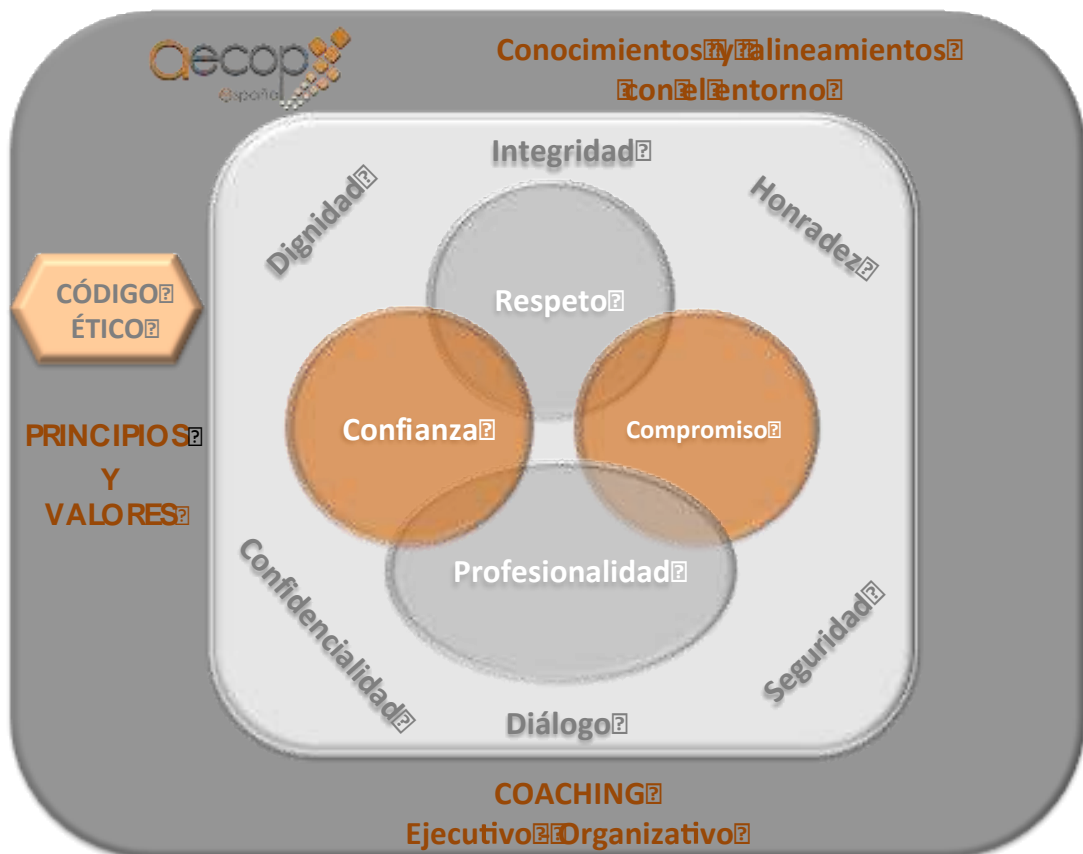 aecop
españa
Conocimientos y alineamientos
con el entorno
Integridad
Dignidad
Honradez
CÓDIGO
ÉTICO
Respeto
Confianza
Compromiso
PRINCIPIOS
Y
VALORES
Profesionalidad
Confidencialidad
Seguridad
Diálogo
COACHING
Ejecutivo - Organizativo